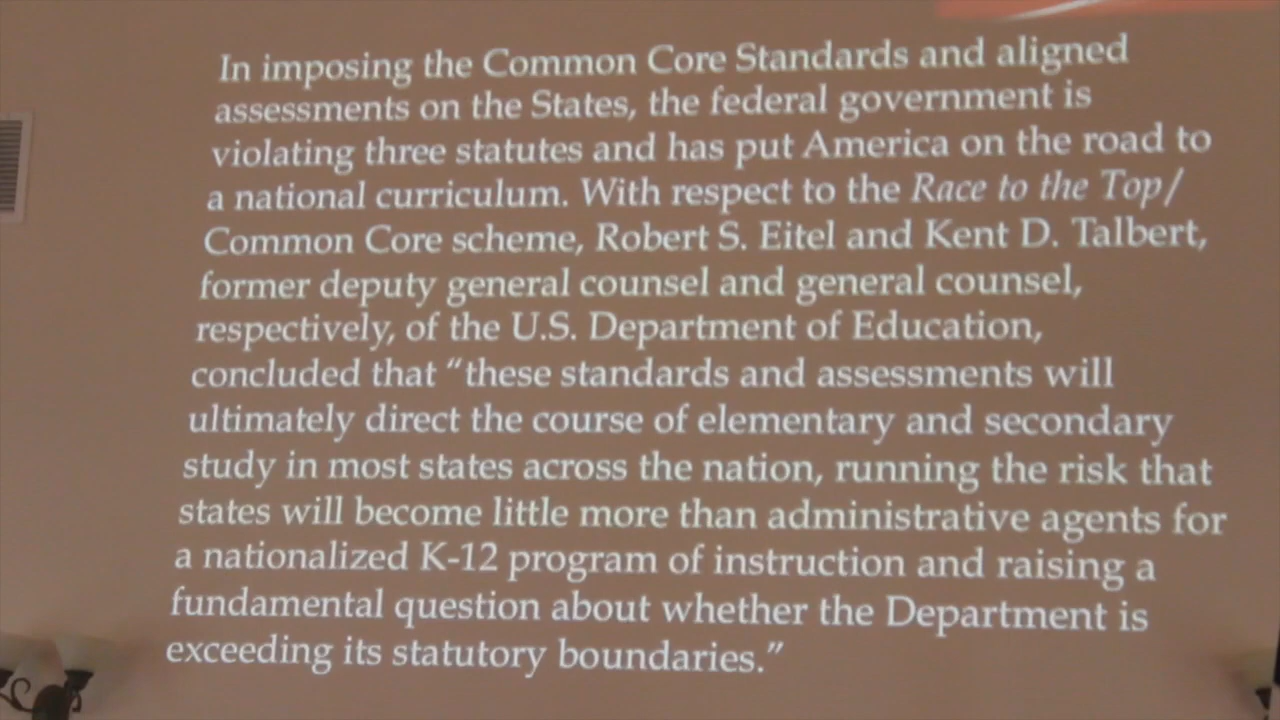 In imposing the Common Core Standards and aligned
assessments on the States, the federal government is
violating three statutes and has put America on the road to
a national curriculum. With respect to the Race to the Top/
Common Core scheme, Robert S. Eitel and Kent D. Talbert,
former deputy general counsel and general counsel,
respectively, of the U.S. Department of Education,
concluded that “these standards and assessments will
ultimately direct the course of elementary and secondary
study in most states across the nation, running the risk that
states will become little more than administrative agents for
a nationalized K-12 program of instruction and raising a
fundamental question about whether the Department is
exceeding its statutory boundaries.”